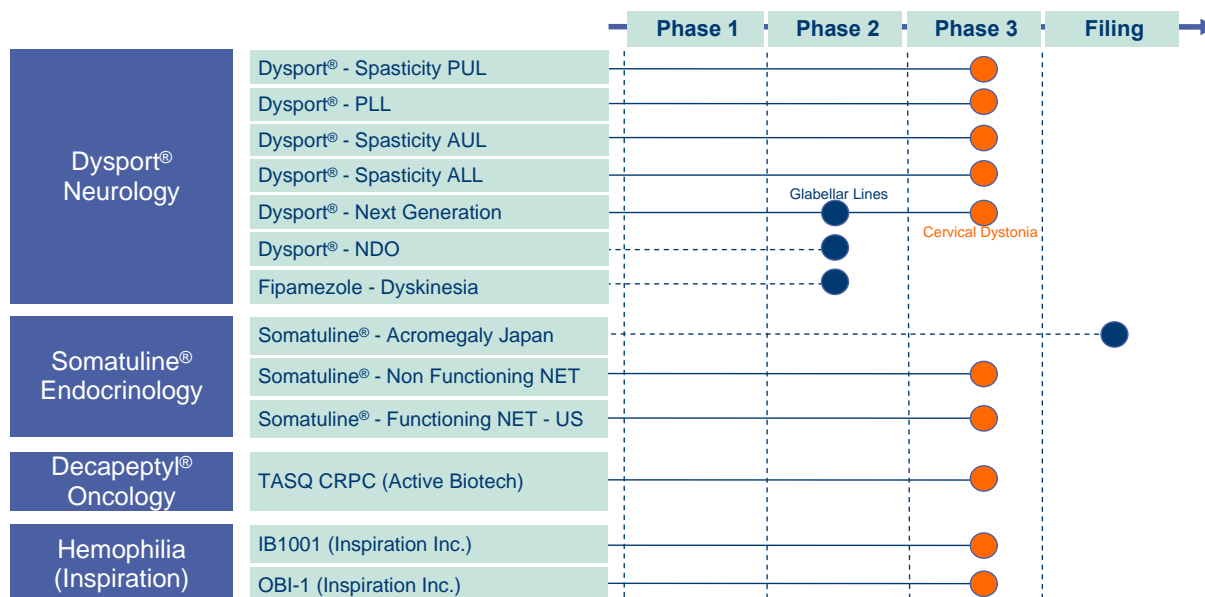 Phase 1 Phase 2 Phase 3 Filing
Dysport® Neurology
Dysport® - Spasticity PUL
Dysport® - PLL
Dysport® - Spasticity AUL
Dysport® - Spasticity ALL
Dysport® - Next Generation
Glabellar Lines
Cervical Dystonia
Dysport® - NDO
Fipamezole - Dyskinesia
Somatuline® Endocrinology
Somatuline® - Acromegaly Japan
Somatuline® - Non Functioning NET
Somatuline® - Functioning NET - US
Decapeptyl® Oncology
TASQ CRPC (Active Biotech)
Hemophilia (Inspiration)
IB1001 (Inspiration Inc.)
OBI-1 (Inspiration Inc.)